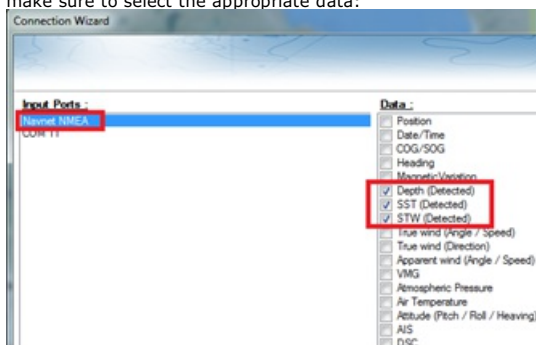 make sure to select the appropriate data:
Connection Wizard
Input Ports :
Navnet NMEA
COM 11
Data :
Position
Date/Time
COG/SOG
Heading
Magnetic Variation
Depth (Detected)
SST (Detected)
STW (Detected)
True wind (Angle / Speed)
True wind (Direction)
Apparent wind (Angle / Speed)
VMG
Atmospheric Pressure
Air Temperature
Attitude (Pitch / Roll / Heaving)
AIS
DSC